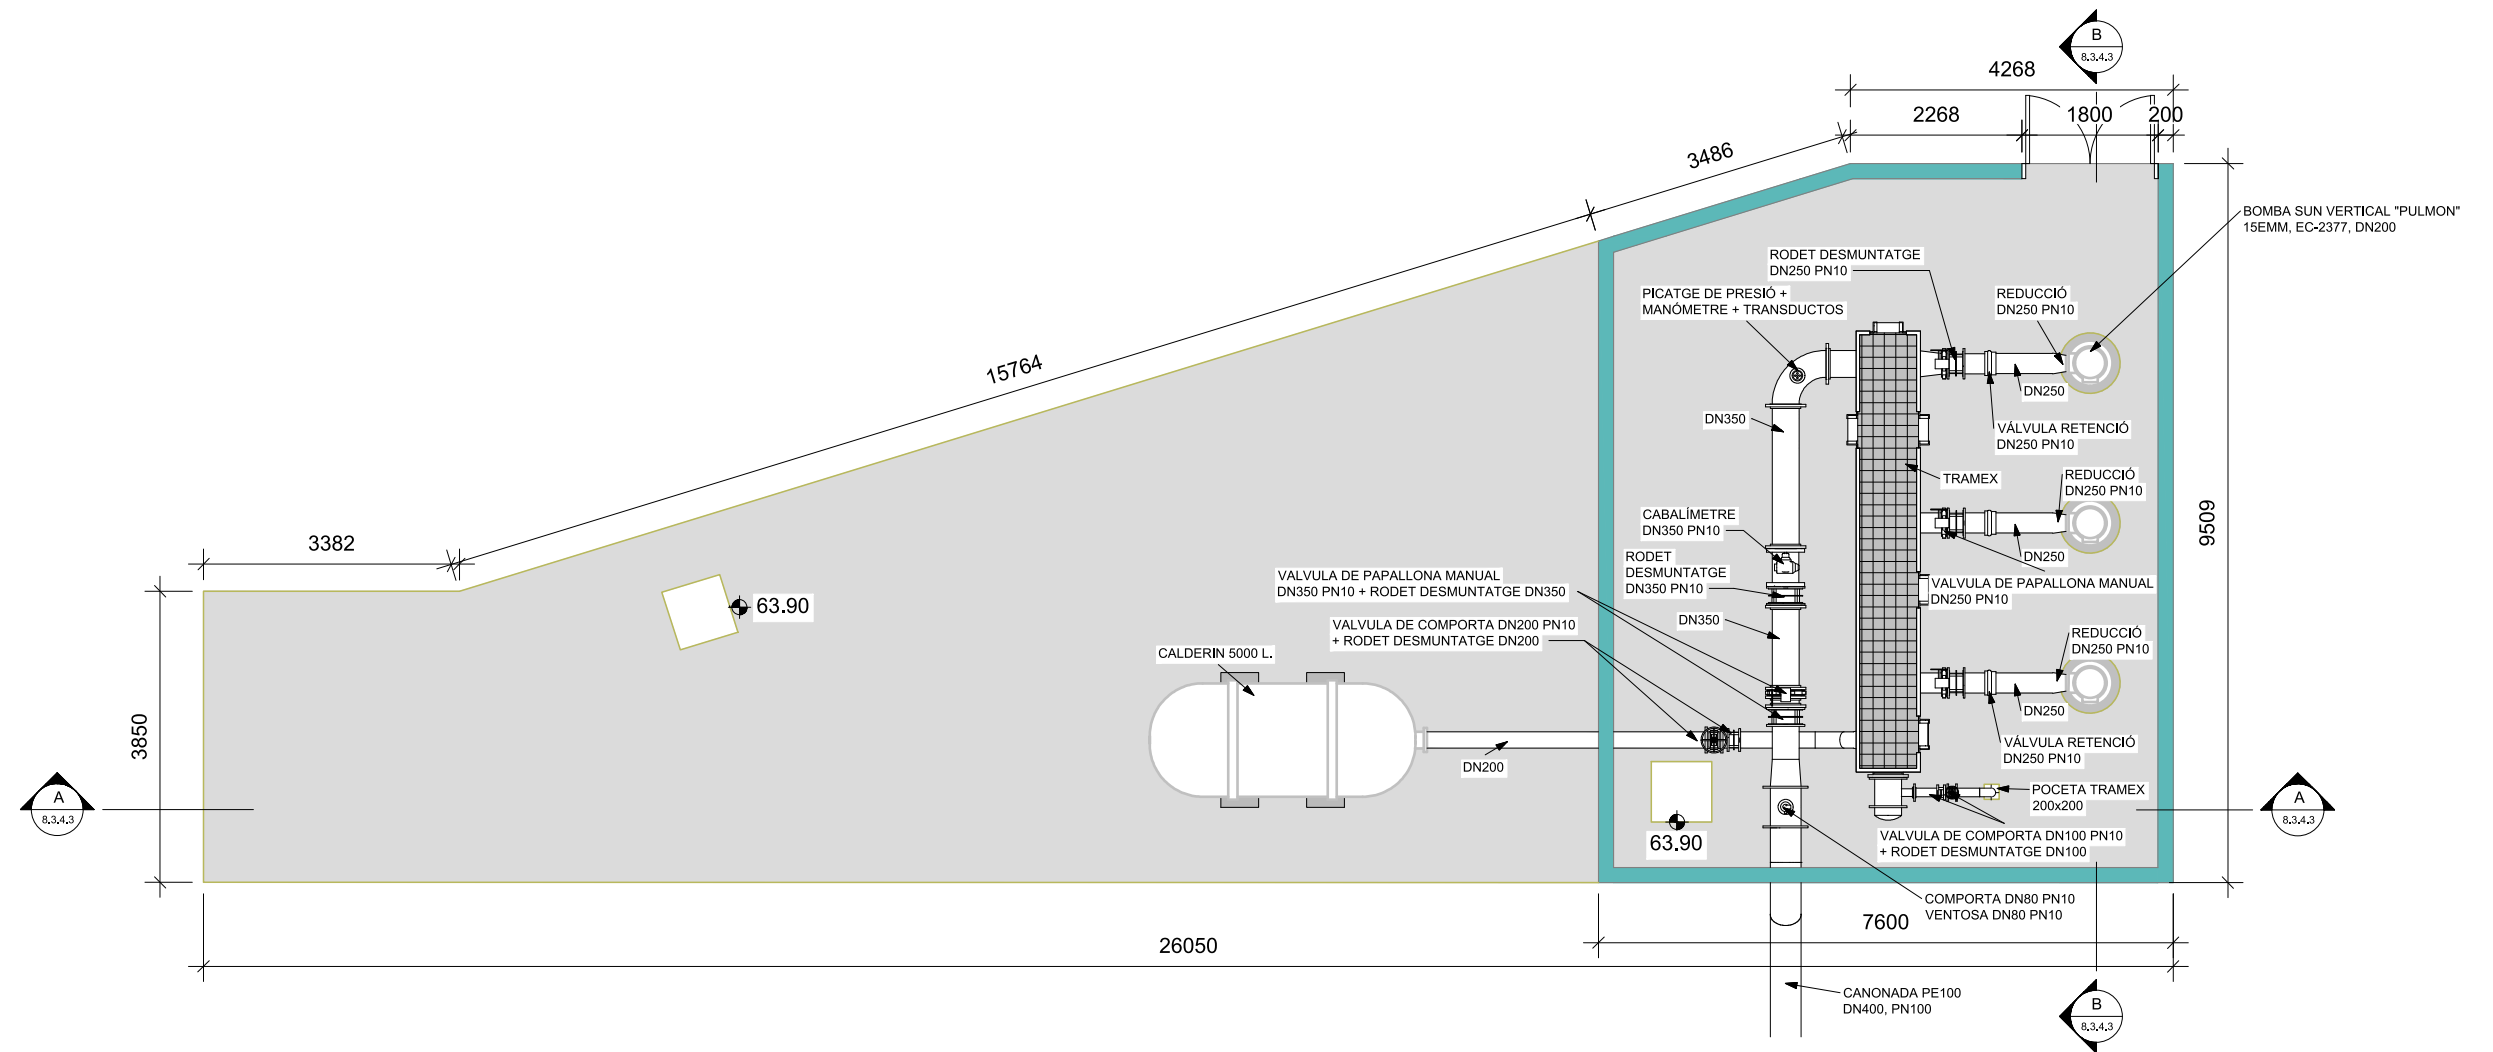 B
8.3.4.3
4268
2268
1800
200
3486
BOMBA SUN VERTICAL "PULMON"
15EMM, EC-2377, DN200
RODET DESMUNTATGE
DN250 PN10
PICATGE DE PRESIÓ +
MANÓMETRE + TRANSDUCTOS
REDUCCIÓ
DN250 PN10
15764
DN250
DN350
VÁLVULA RETENCIÓ
DN250 PN10
TRAMEX
REDUCCIÓ
DN250 PN10
9509
CABALÍMETRE
DN350 PN10
3382
DN250
RODET
DESMUNTATGE
DN350 PN10
VALVULA DE PAPALLONA MANUAL
DN350 PN10 + RODET DESMUNTATGE DN350
VALVULA DE PAPALLONA MANUAL
DN250 PN10
63.90
DN350
VALVULA DE COMPORTA DN200 PN10
+ RODET DESMUNTATGE DN200
REDUCCIÓ
DN250 PN10
CALDERIN 5000 L.
DN250
3850
VÁLVULA RETENCIÓ
DN250 PN10
DN200
A
8.3.4.3
POCETA TRAMEX
200x200
A
8.3.4.3
63.90
VALVULA DE COMPORTA DN100 PN10
+ RODET DESMUNTATGE DN100
COMPORTA DN80 PN10
VENTOSA DN80 PN10
7600
26050
CANONADA PE100
DN400, PN100
B
8.3.4.3